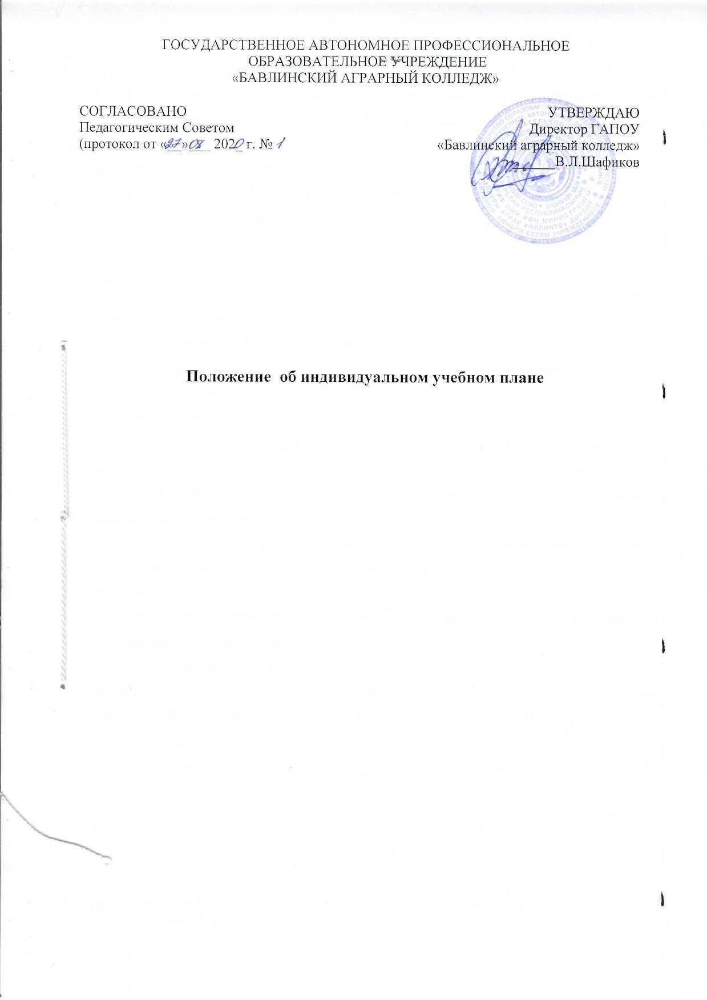 ГОСУДАРСТВЕННОЕ АВТОНОМНОЕ ПРОФЕССИОНАЛЬНОЕ
ОБРАЗОВАТЕЛЬНОЕ УЧРЕЖДЕНИЕ
«БАВЛИНСКИЙ АГРАРНЫЙ КОЛЛЕДЖ»
СОГЛАСОВАНО
Педагогическим Советом
(протокол от «27» 08 2020 г. № 1
УТВЕРЖДАЮ
Директор ГАПОУ
«Бавлинский аграрный колледж»
______В.Л.Шафиков
Положение об индивидуальном учебном плане